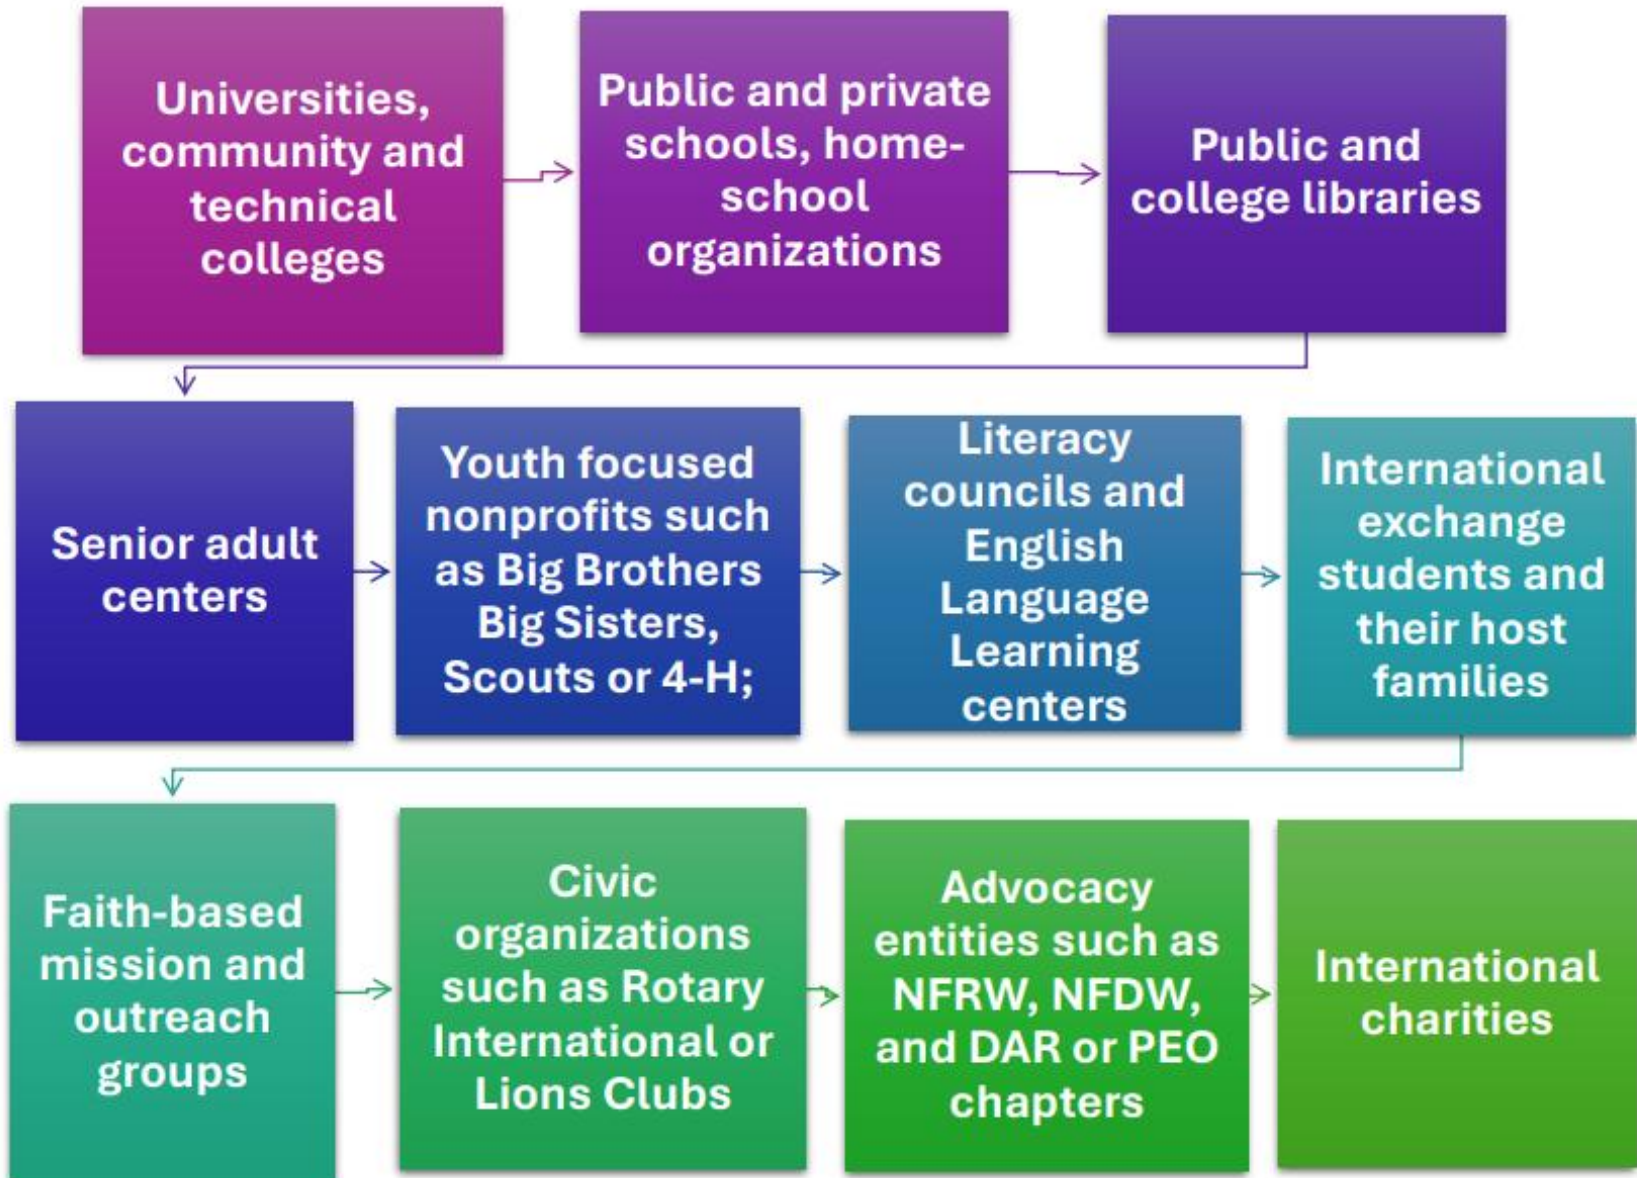 Universities,
community and
technical
colleges
Public and private
schools, home-
school
organizations
Public and
college libraries
Senior adult
centers
Youth focused
nonprofits such
as Big Brothers
Big Sisters,
Scouts or 4-H;
Literacy
councils and
English
Language
Learning
centers
International
exchange
students and
their host
families
Faith-based
mission and
outreach
groups
Civic
organizations
such as Rotary
International or
Lions Clubs
Advocacy
entities such as
NFRW, NFDW,
and DAR or PEO
chapters
International
charities